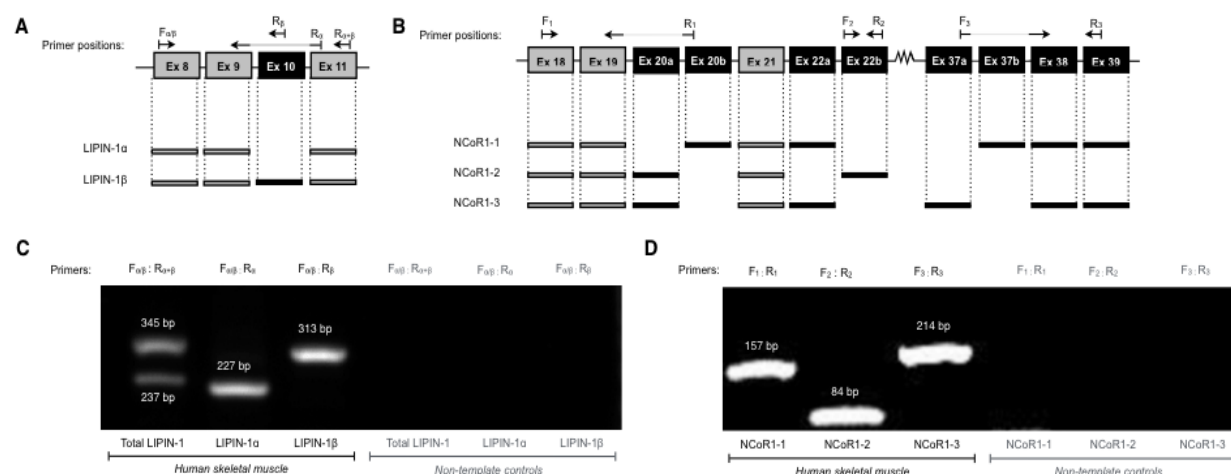 A
Fα/β
Rβ
Rα
Rα+β
Primer positions:
Ex 8
Ex 9
Ex 10
Ex 11
LIPIN-1α
LIPIN-1β
B
F1
R1
F2
R2
F3
R3
Primer positions:
Ex 18
Ex 19
Ex 20a
Ex 20b
Ex 21
Ex 22a
Ex 22b
Ex 37a
Ex 37b
Ex 38
Ex 39
NCoR1-1
NCoR1-2
NCoR1-3
C
Primers:
Fα/β : Rα+β
Fα/β : Rα
Fα/β : Rβ
Fα/β : Rα+β
Fα/β : Rα
Fα/β : Rβ
345 bp
237 bp
227 bp
313 bp
Total LIPIN-1
LIPIN-1α
LIPIN-1β
Total LIPIN-1
LIPIN-1α
LIPIN-1β
Human skeletal muscle
Non-template controls
D
Primers:
F1 : R1
F2 : R2
F3 : R3
F1 : R1
F2 : R2
F3 : R3
157 bp
84 bp
214 bp
NCoR1-1
NCoR1-2
NCoR1-3
NCoR1-1
NCoR1-2
NCoR1-3
Human skeletal muscle
Non-template controls